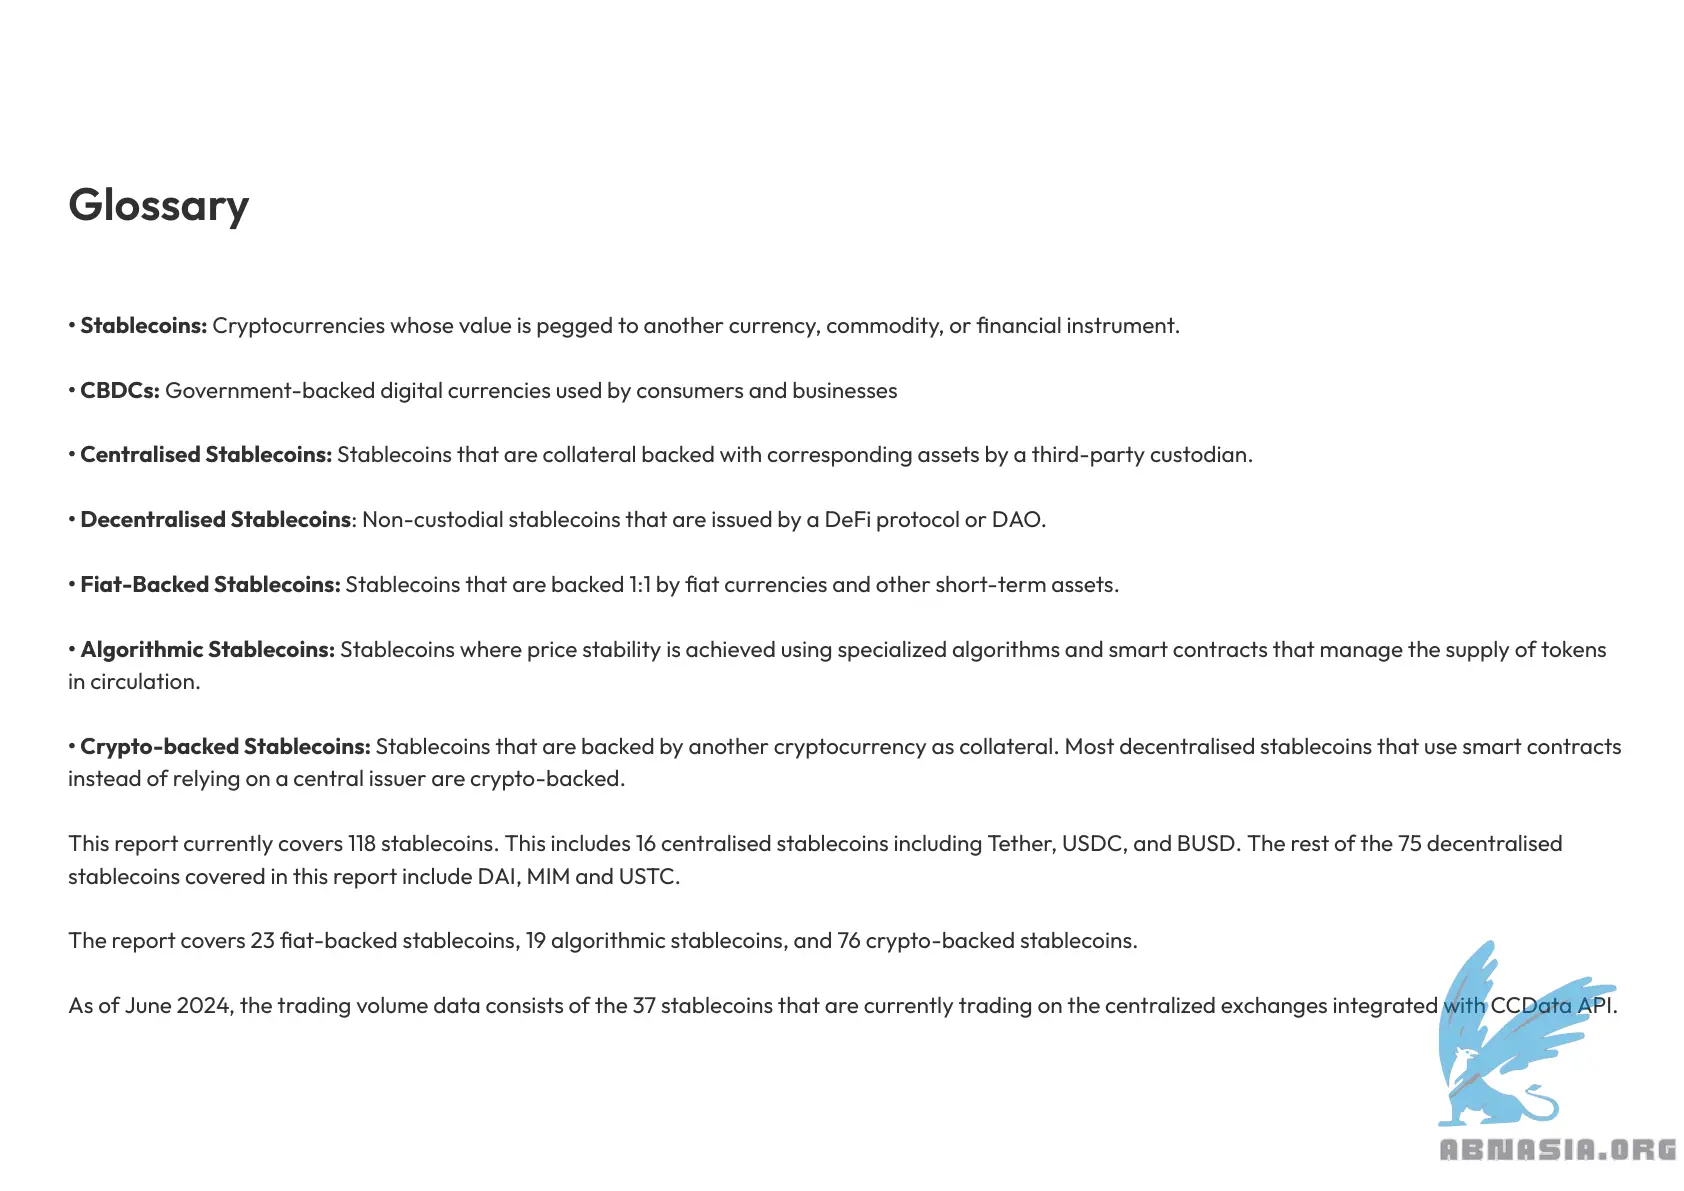 Glossary
• Stablecoins: Cryptocurrencies whose value is pegged to another currency, commodity, or financial instrument.
• CBDCs: Government-backed digital currencies used by consumers and businesses
• Centralised Stablecoins: Stablecoins that are collateral backed with corresponding assets by a third-party custodian.
• Decentralised Stablecoins: Non-custodial stablecoins that are issued by a DeFi protocol or DAO.
• Fiat-Backed Stablecoins: Stablecoins that are backed 1:1 by fiat currencies and other short-term assets.
• Algorithmic Stablecoins: Stablecoins where price stability is achieved using specialized algorithms and smart contracts that manage the supply of tokens
in circulation.
• Crypto-backed Stablecoins: Stablecoins that are backed by another cryptocurrency as collateral. Most decentralised stablecoins that use smart contracts
instead of relying on a central issuer are crypto-backed.
This report currently covers 118 stablecoins. This includes 16 centralised stablecoins including Tether, USDC, and BUSD. The rest of the 75 decentralised
stablecoins covered in this report include DAI, MIM and USTC.
The report covers 23 fiat-backed stablecoins, 19 algorithmic stablecoins, and 76 crypto-backed stablecoins.
As of June 2024, the trading volume data consists of the 37 stablecoins that are currently trading on the centralized exchanges integrated with CCData API.
ABNASIA.ORG